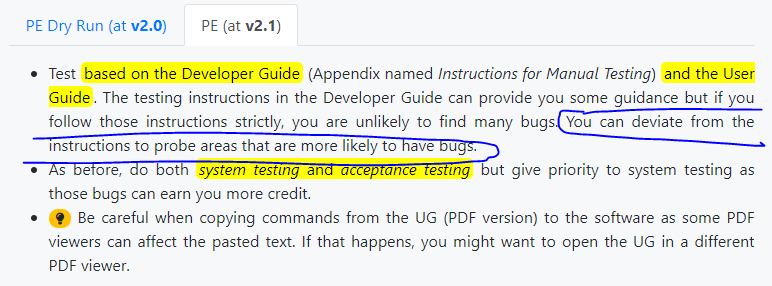 PE Dry Run (at v2.0) PE (at v2.1)
Test based on the Developer Guide (Appendix named Instructions for Manual Testing) and the User
Guide. The testing instructions in the Developer Guide can provide you some guidance but if you
follow those instructions strictly, you are unlikely to find many bugs. You can deviate from the
instructions to probe areas that are more likely to have bugs.
As before, do both system testing and acceptance testing but give priority to system testing as
those bugs can earn you more credit.
Be careful when copying commands from the UG (PDF version) to the software as some PDF
viewers can affect the pasted text. If that happens, you might want to open the UG in a different
PDF viewer.